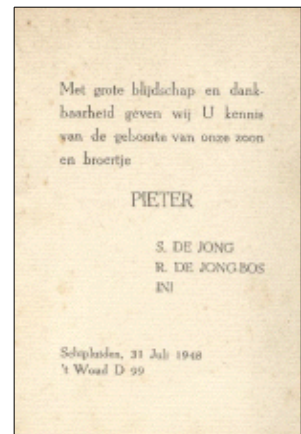 Met grote blijdschap en dank-
baarheid geven wij U kennis
van de geboorte van onze zoon
en broertje
PIETER
S. DE JONG
R. DE JONG-BOS
INI
Schipluiden, 31 Juli 1948
't Woud D 99